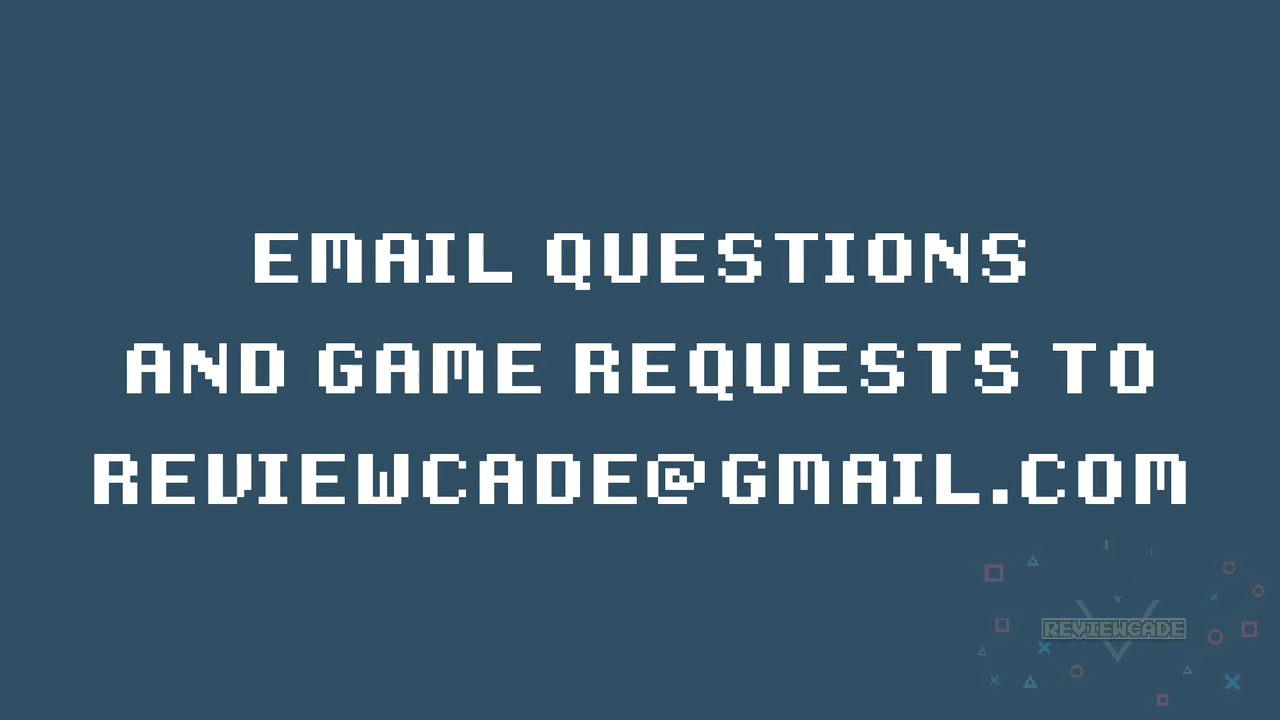 EMAIL QUESTIONS
AND GAME REQUESTS TO
REVIEWCADE@GMAIL.COM
REVIEWCADE